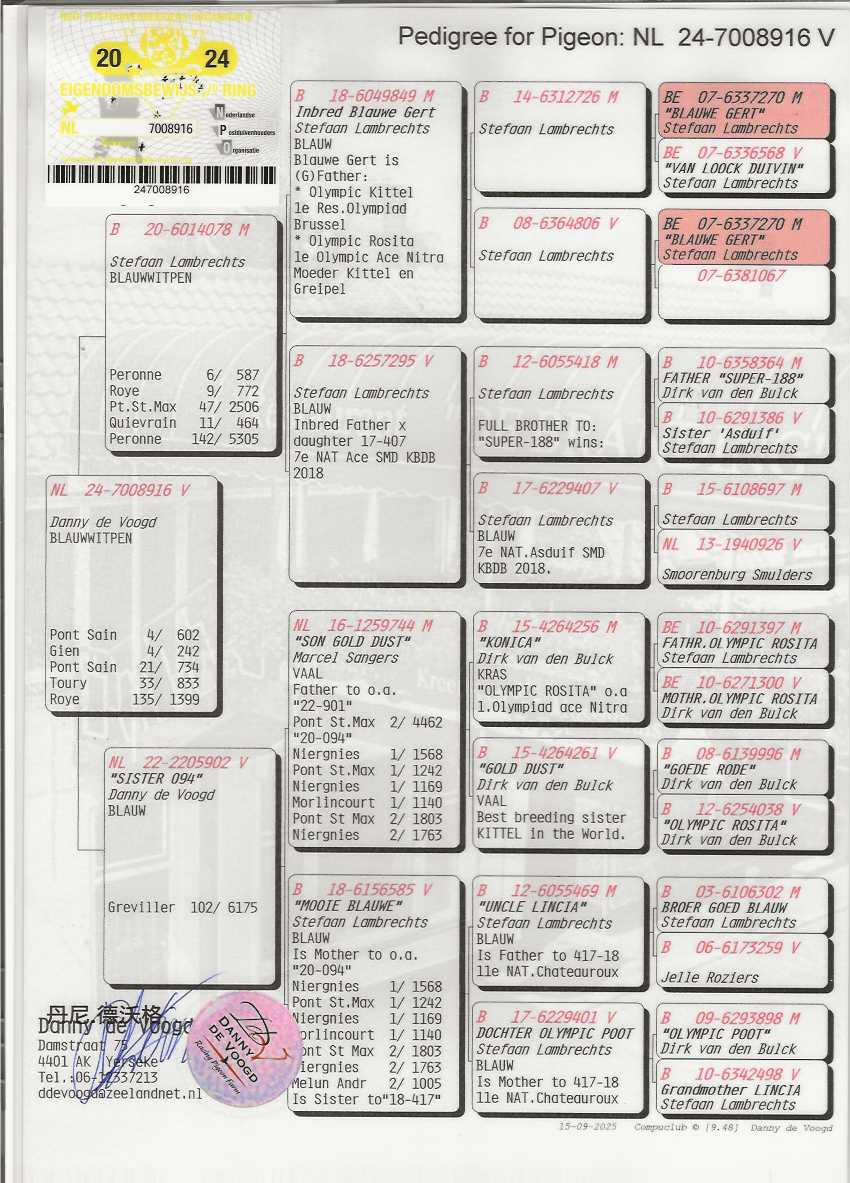 Pedigree for Pigeon: NL 24-7008916 V
20 24
EIGENDOMSBEWIJS v/d RING
NL 7008916
Nederlandse
Postduivenhouders
Organisatie
247008916
NL 24-7008916 V
Danny de Voogd
BLAUWWITPEN
Pont Sain 4/ 602
Gien 4/ 242
Pont Sain 21/ 734
Toury 33/ 833
Roye 135/ 1399
B 20-6014078 M
Stefaan Lambrechts
BLAUWWITPEN
Peronne 6/ 587
Roye 9/ 772
Pt.St.Max 47/ 2506
Quievrain 11/ 464
Peronne 142/ 5305
NL 22-2205902 V
"SISTER 094"
Danny de Voogd
BLAUW
Greviller 102/ 6175
B 18-6049849 M
Inbred Blauwe Gert
Stefaan Lambrechts
BLAUW
Blauwe Gert is
(G)Father:
* Olympic Kittel
1e Res.Olympiad
Brussel
* Olympic Rosita
1e Olympic Ace Nitra
Moeder Kittel en
Greipel
B 18-6257295 V
Stefaan Lambrechts
BLAUW
Inbred Father x
daughter 17-407
7e NAT Ace SMD KBDB
2018
NL 16-1259744 M
"SON GOLD DUST"
Marcel Sangers
VAAL
Father to o.a.
"22-901"
Pont St.Max 2/ 4462
"20-094"
Niergnies 1/ 1568
Pont St.Max 1/ 1242
Niergnies 1/ 1169
Morlincourt 1/ 1140
Pont St Max 2/ 1803
Niergnies 2/ 1763
B 18-6156585 V
"MOOIE BLAUWE"
Stefaan Lambrechts
BLAUW
Is Mother to o.a.
"20-094"
Niergnies 1/ 1568
Pont St.Max 1/ 1242
Niergnies 1/ 1169
Morlincourt 1/ 1140
Pont St Max 2/ 1803
Niergnies 2/ 1763
Melun Andr 2/ 1005
Is Sister to"18-417"
B 14-6312726 M
Stefaan Lambrechts
B 08-6364806 V
Stefaan Lambrechts
B 12-6055418 M
Stefaan Lambrechts
FULL BROTHER TO:
"SUPER-188" wins:
B 17-6229407 V
Stefaan Lambrechts
BLAUW
7e NAT.Asduif SMD
KBDB 2018.
B 15-4264256 M
"KONICA"
Dirk van den Bulck
KRAS
"OLYMPIC ROSITA" o.a
1.Olympiad ace Nitra
B 15-4264261 V
"GOLD DUST"
Dirk van den Bulck
VAAL
Best breeding sister
KITTEL in the World.
B 12-6055469 M
"UNCLE LINCIA"
Stefaan Lambrechts
BLAUW
Is Father to 417-18
11e NAT.Chateauroux
B 17-6229401 V
DOCHTER OLYMPIC POOT
Stefaan Lambrechts
BLAUW
Is Mother to 417-18
11e NAT.Chateauroux
BE 07-6337270 M
"BLAUWE GERT"
Stefaan Lambrechts
BE 07-6336568 V
"VAN LOOCK DUIVIN"
Stefaan Lambrechts
BE 07-6337270 M
"BLAUWE GERT"
Stefaan Lambrechts
07-6381067
B 10-6358364 M
FATHER "SUPER-188"
Dirk van den Bulck
B 10-6291386 V
Sister 'Asduif'
Stefaan Lambrechts
B 15-6108697 M
Stefaan Lambrechts
NL 13-1940926 V
Smoorenburg Smulders
BE 10-6291397 M
FATHR.OLYMPIC ROSITA
Stefaan Lambrechts
BE 10-6271300 V
MOTHR.OLYMPIC ROSITA
Dirk van den Bulck
B 08-6139996 M
"GOEDE RODE"
Dirk van den Bulck
B 12-6254038 V
"OLYMPIC ROSITA"
Dirk van den Bulck
B 03-6106302 M
BROER GOED BLAUW
Stefaan Lambrechts
B 06-6173259 V
Jelle Roziers
B 09-6293898 M
"OLYMPIC POOT"
Dirk van den Bulck
B 10-6342498 V
Grandmother LINCIA
Stefaan Lambrechts
丹尼.德沃格
Danny de Voogd
Damstraat 75
4401 AK Yerseke
ddevoogd@zeelandnet.nl
DANNY
DE VOOGD
Racing Pigeon Farm
15-09-2025 Compuclub © [9.48] Danny de Voogd